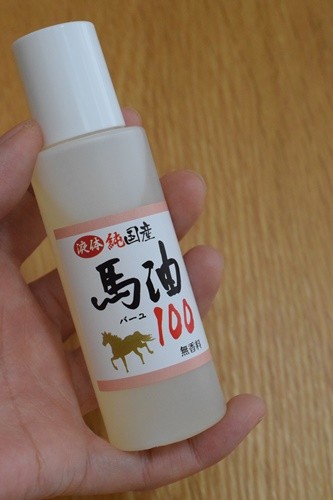 液体 純国産
馬油
バーユ 100
無香料